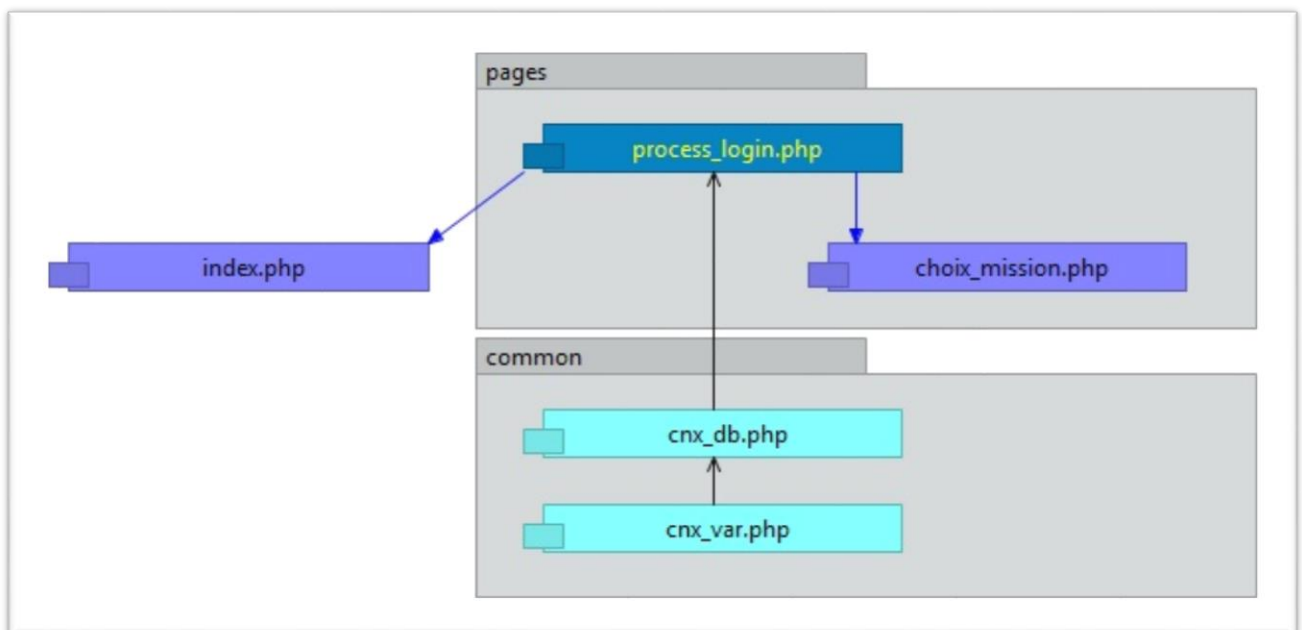 pages
process_login.php
index.php
choix_mission.php
common
cnx_db.php
cnx_var.php